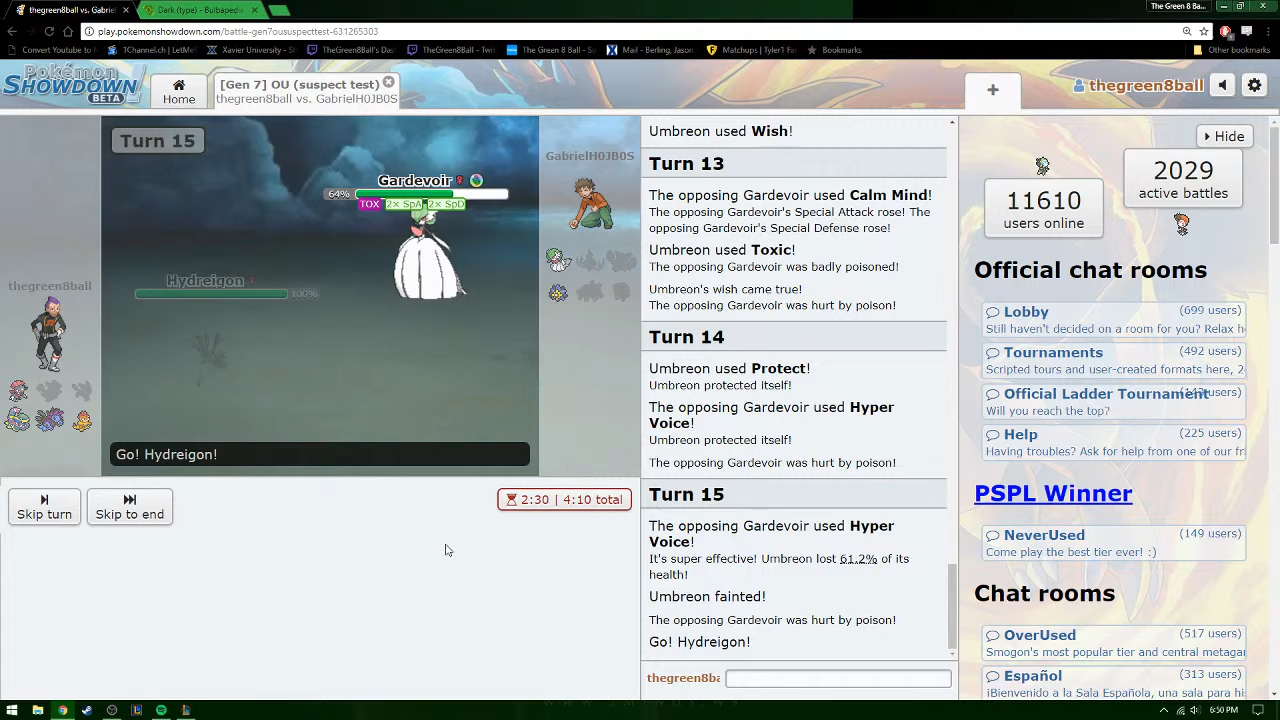 thegreen8ball vs. Gabriel
Dark (type) - Bulbapedia
The Green 8 Ba...
play.pokemonshowdown.com/battle-gen7oususpecttest-631265303
Convert Youtube to
1Channel.ch | LetMe
Xavier University - Sh
TheGreen8Ball's Das
TheGreen8Ball - Twi
The Green 8 Ball - Su
Mail - Berling, Jason
Matchups | Tyler1 Fa
Bookmarks
Other bookmarks
Pokémon
SHOWDOWN
BETA
Home
[Gen 7] OU (suspect test)
thegreen8ball vs. GabrielH0JB0S
+
thegreen8ball
Turn 15
Gardevoir
64%
TOX 2× SpA 2× SpD
Hydreigon
100%
thegreen8ball
GabrielH0JB0S
Go! Hydreigon!
Skip turn
Skip to end
2:30 | 4:10 total
Umbreon used Wish!
Turn 13
The opposing Gardevoir used Calm Mind!
The opposing Gardevoir's Special Attack rose! The
opposing Gardevoir's Special Defense rose!
Umbreon used Toxic!
The opposing Gardevoir was badly poisoned!
Umbreon's wish came true!
The opposing Gardevoir was hurt by poison!
Turn 14
Umbreon used Protect!
Umbreon protected itself!
The opposing Gardevoir used Hyper
Voice!
Umbreon protected itself!
The opposing Gardevoir was hurt by poison!
Turn 15
The opposing Gardevoir used Hyper
Voice!
It's super effective! Umbreon lost 61.2% of its
health!
Umbreon fainted!
The opposing Gardevoir was hurt by poison!
Go! Hydreigon!
thegreen8ba
Hide
11610
users online
2029
active battles
Official chat rooms
Lobby
(699 users)
Still haven't decided on a room for you? Relax h
Tournaments
(492 users)
Scripted tours and user-created formats here, 2
Official Ladder Tournament
Will you reach the top?
Help
(225 users)
Having troubles? Ask for help from one of our fr
PSPL Winner
NeverUsed
(149 users)
Come play the best tier ever! :)
Chat rooms
OverUsed
(517 users)
Smogon's most popular tier and central metagar
Español
(313 users)
¡Bienvenido a la Sala Española, una sala para hi
6:50 PM